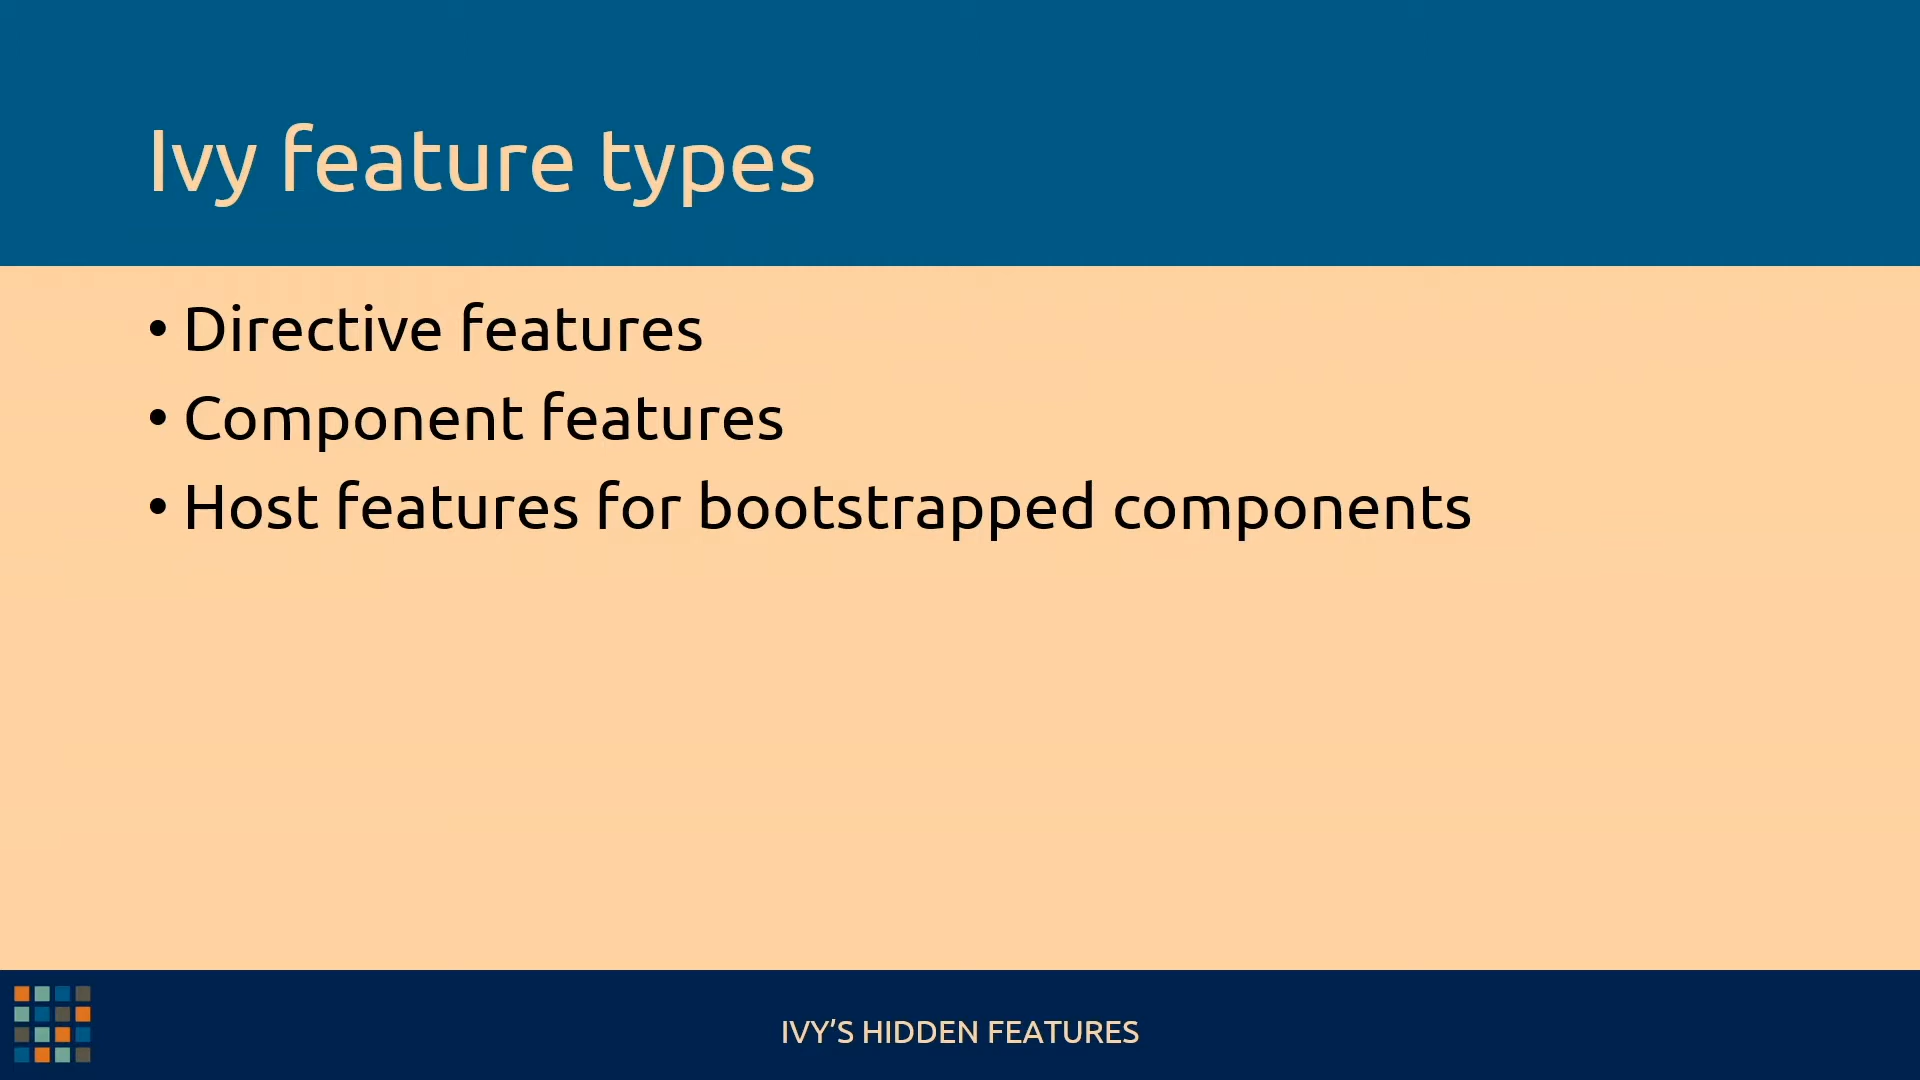 Ivy feature types
• Directive features
• Component features
• Host features for bootstrapped components
IVY’S HIDDEN FEATURES